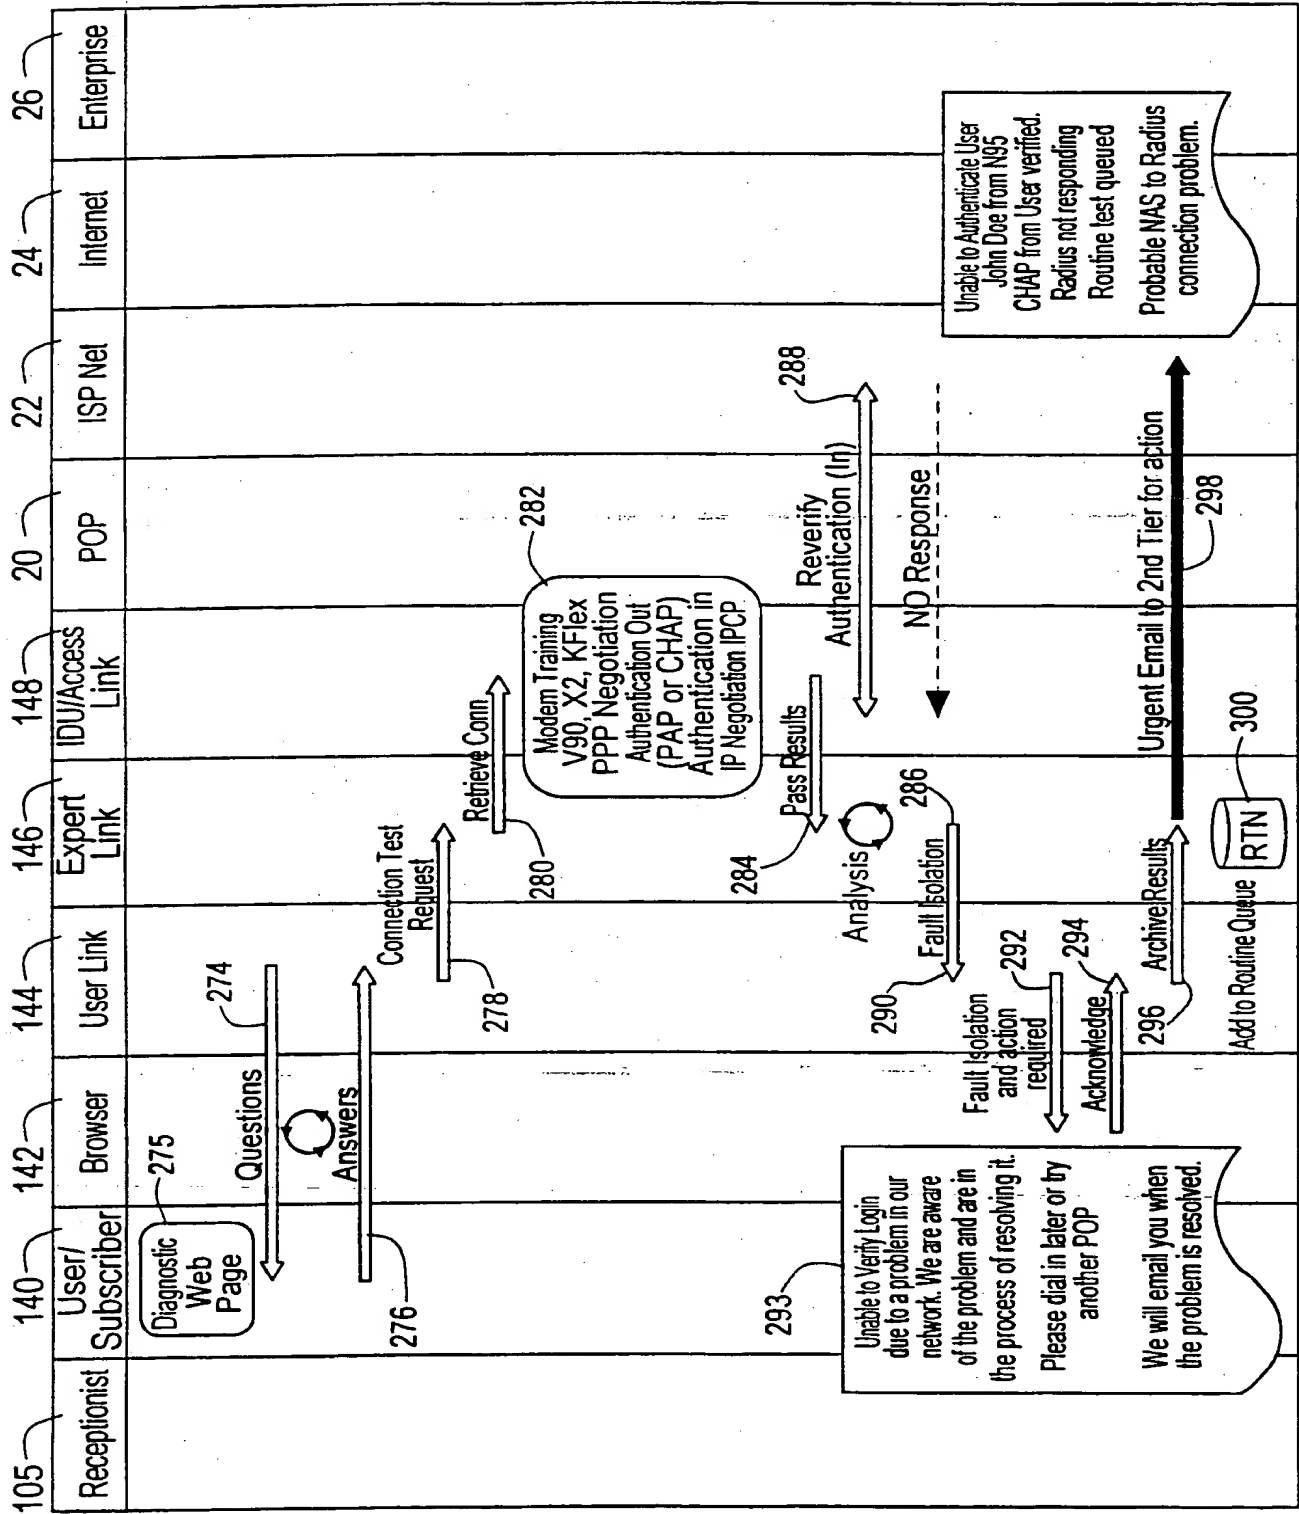 105
140
142
144
146
148
20
22
24
26
Receptionist
User/
Subscriber
Browser
User Link
Expert
Link
IDU/Access
Link
POP
ISP Net
Internet
Enterprise
Diagnostic
Web
Page
275
Questions
274
Answers
276
Connection Test
Request
278
Retrieve Conn
280
282
Modem Training
V90, X2, KFlex
PPP Negotiation
Authentication Out
(PAP or CHAP)
Authentication in
IP Negotiation IPCP
Pass Results
284
Analysis
Reverify
Authentication (In)
288
286
Fault Isolation
290
NO Response
293
Unable to Verify Login
due to a problem in our
network. We are aware
of the problem and are in
the process of resolving it.
Please dial in later or try
another POP
We will email you when
the problem is resolved.
Fault Isolation
and action
required
292
Acknowledge
294
Archive Results
296
Urgent Email to 2nd Tier for action
298
Add to Routine Queue
RTN
300
Unable to Authenticate User
John Doe from N95
CHAP from User verified.
Radius not responding
Routine test queued
Probable NAS to Radius
connection problem.